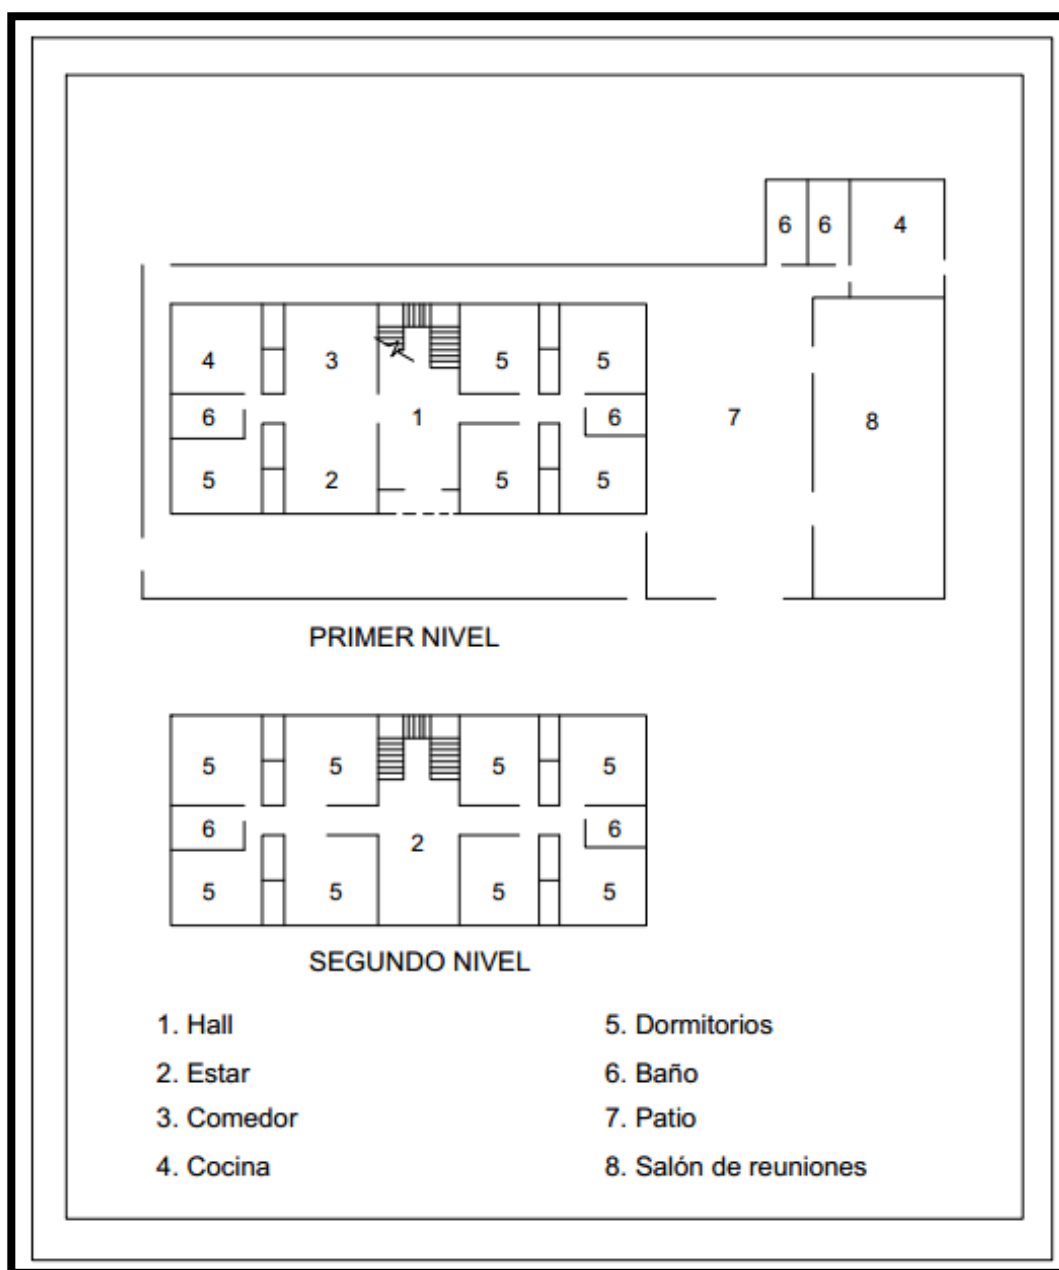 6 6 4
4 3 5 5
6 1 6 7 8
5 2 5 5
PRIMER NIVEL
5 5 5 5
6 2 6
5 5 5 5
SEGUNDO NIVEL
1. Hall
2. Estar
3. Comedor
4. Cocina
5. Dormitorios
6. Baño
7. Patio
8. Salón de reuniones